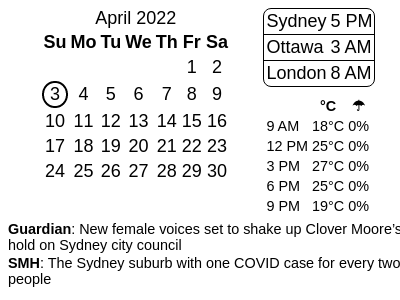 April 2022
Su Mo Tu We Th Fr Sa
1 2
3 4 5 6 7 8 9
10 11 12 13 14 15 16
17 18 19 20 21 22 23
24 25 26 27 28 29 30
Sydney 5 PM
Ottawa 3 AM
London 8 AM
°C ☂
9 AM 18°C 0%
12 PM 25°C 0%
3 PM 27°C 0%
6 PM 25°C 0%
9 PM 19°C 0%
Guardian: New female voices set to shake up Clover Moore's
hold on Sydney city council
SMH: The Sydney suburb with one COVID case for every two
people